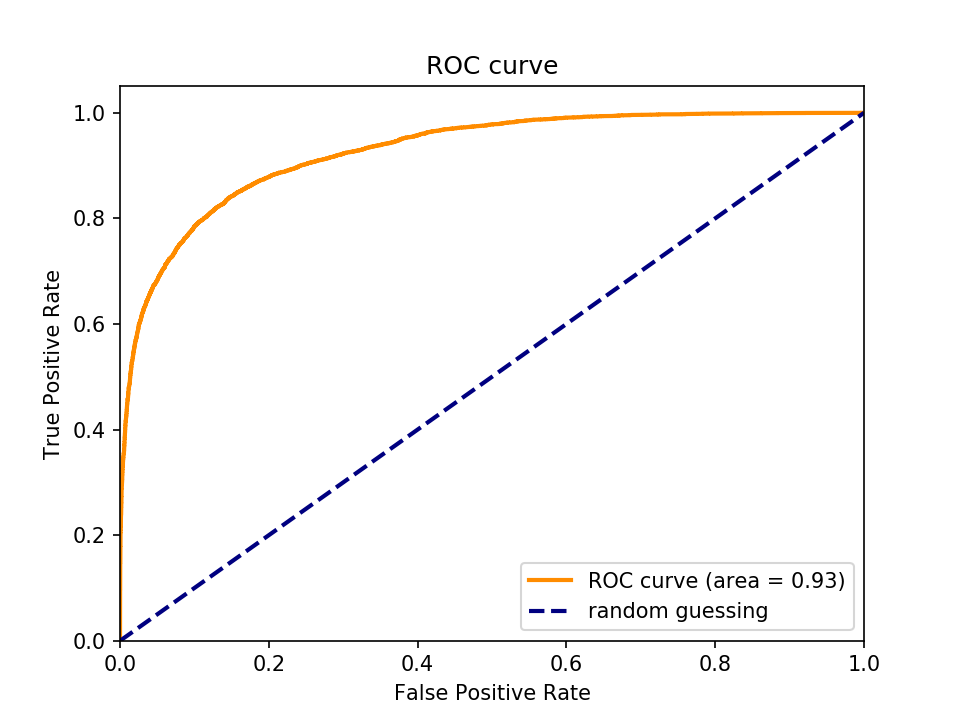 ROC curve
1.0
0.8
0.6
0.4
0.2
0.0
True Positive Rate
0.0 0.2 0.4 0.6 0.8 1.0
False Positive Rate
ROC curve (area = 0.93)
random guessing